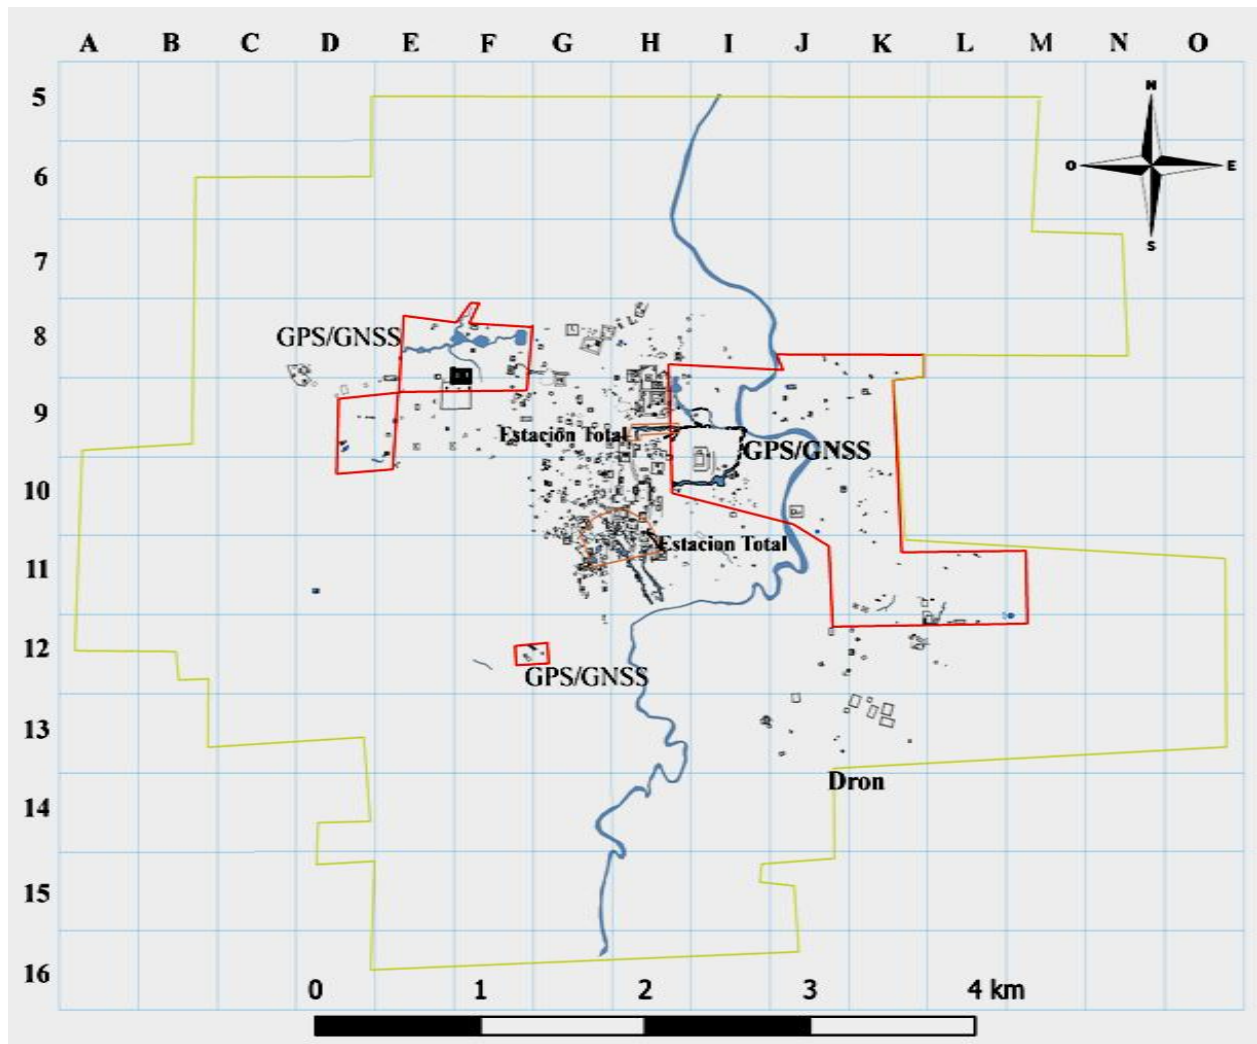 A B C D E F G H I J K L M N O
5
N
6
O E
S
7
8
GPS/GNSS
9
Estación Total
GPS/GNSS
10
Estacion Total
11
12
GPS/GNSS
13
Dron
14
15
16
0 1 2 3 4 km